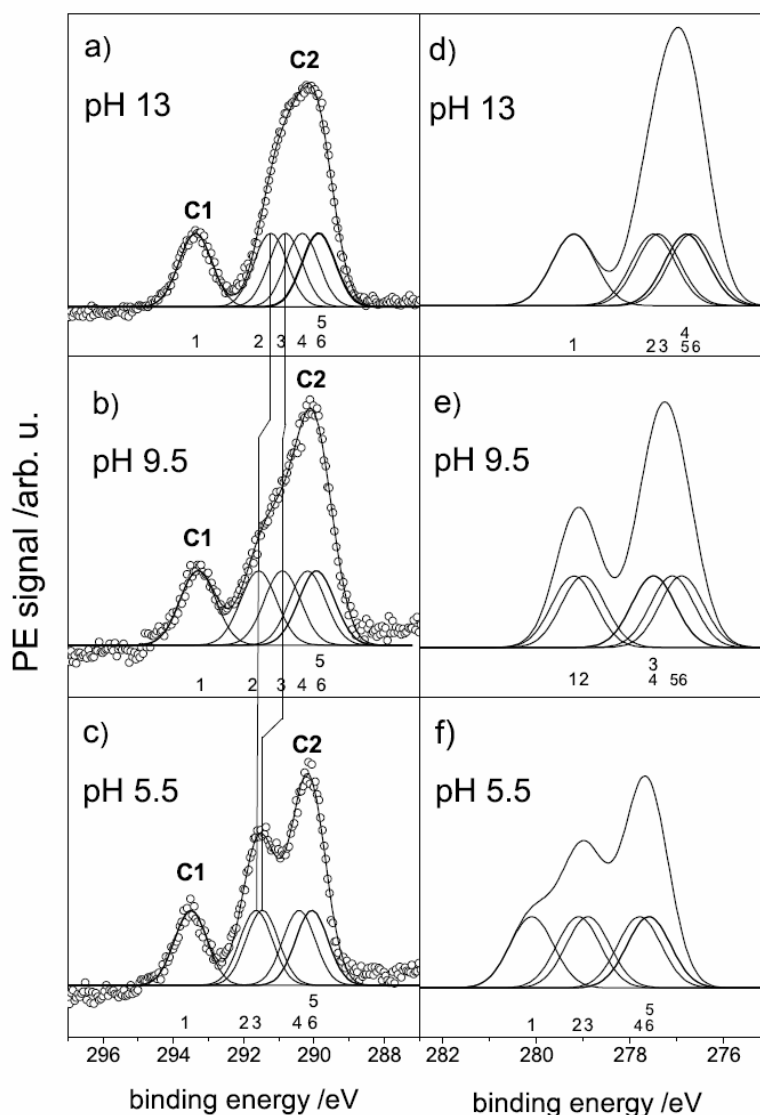 PE signal /arb. u.
a)
pH 13
C1
C2
1 2 3 4 5 6
d)
pH 13
1 2 3 4 5 6
b)
pH 9.5
C1
C2
1 2 3 4 5 6
e)
pH 9.5
1 2 3 4 5 6
c)
pH 5.5
C1
C2
1 2 3 4 5 6
f)
pH 5.5
1 2 3 4 5 6
296 294 292 290 288
282 280 278 276
binding energy /eV
binding energy /eV